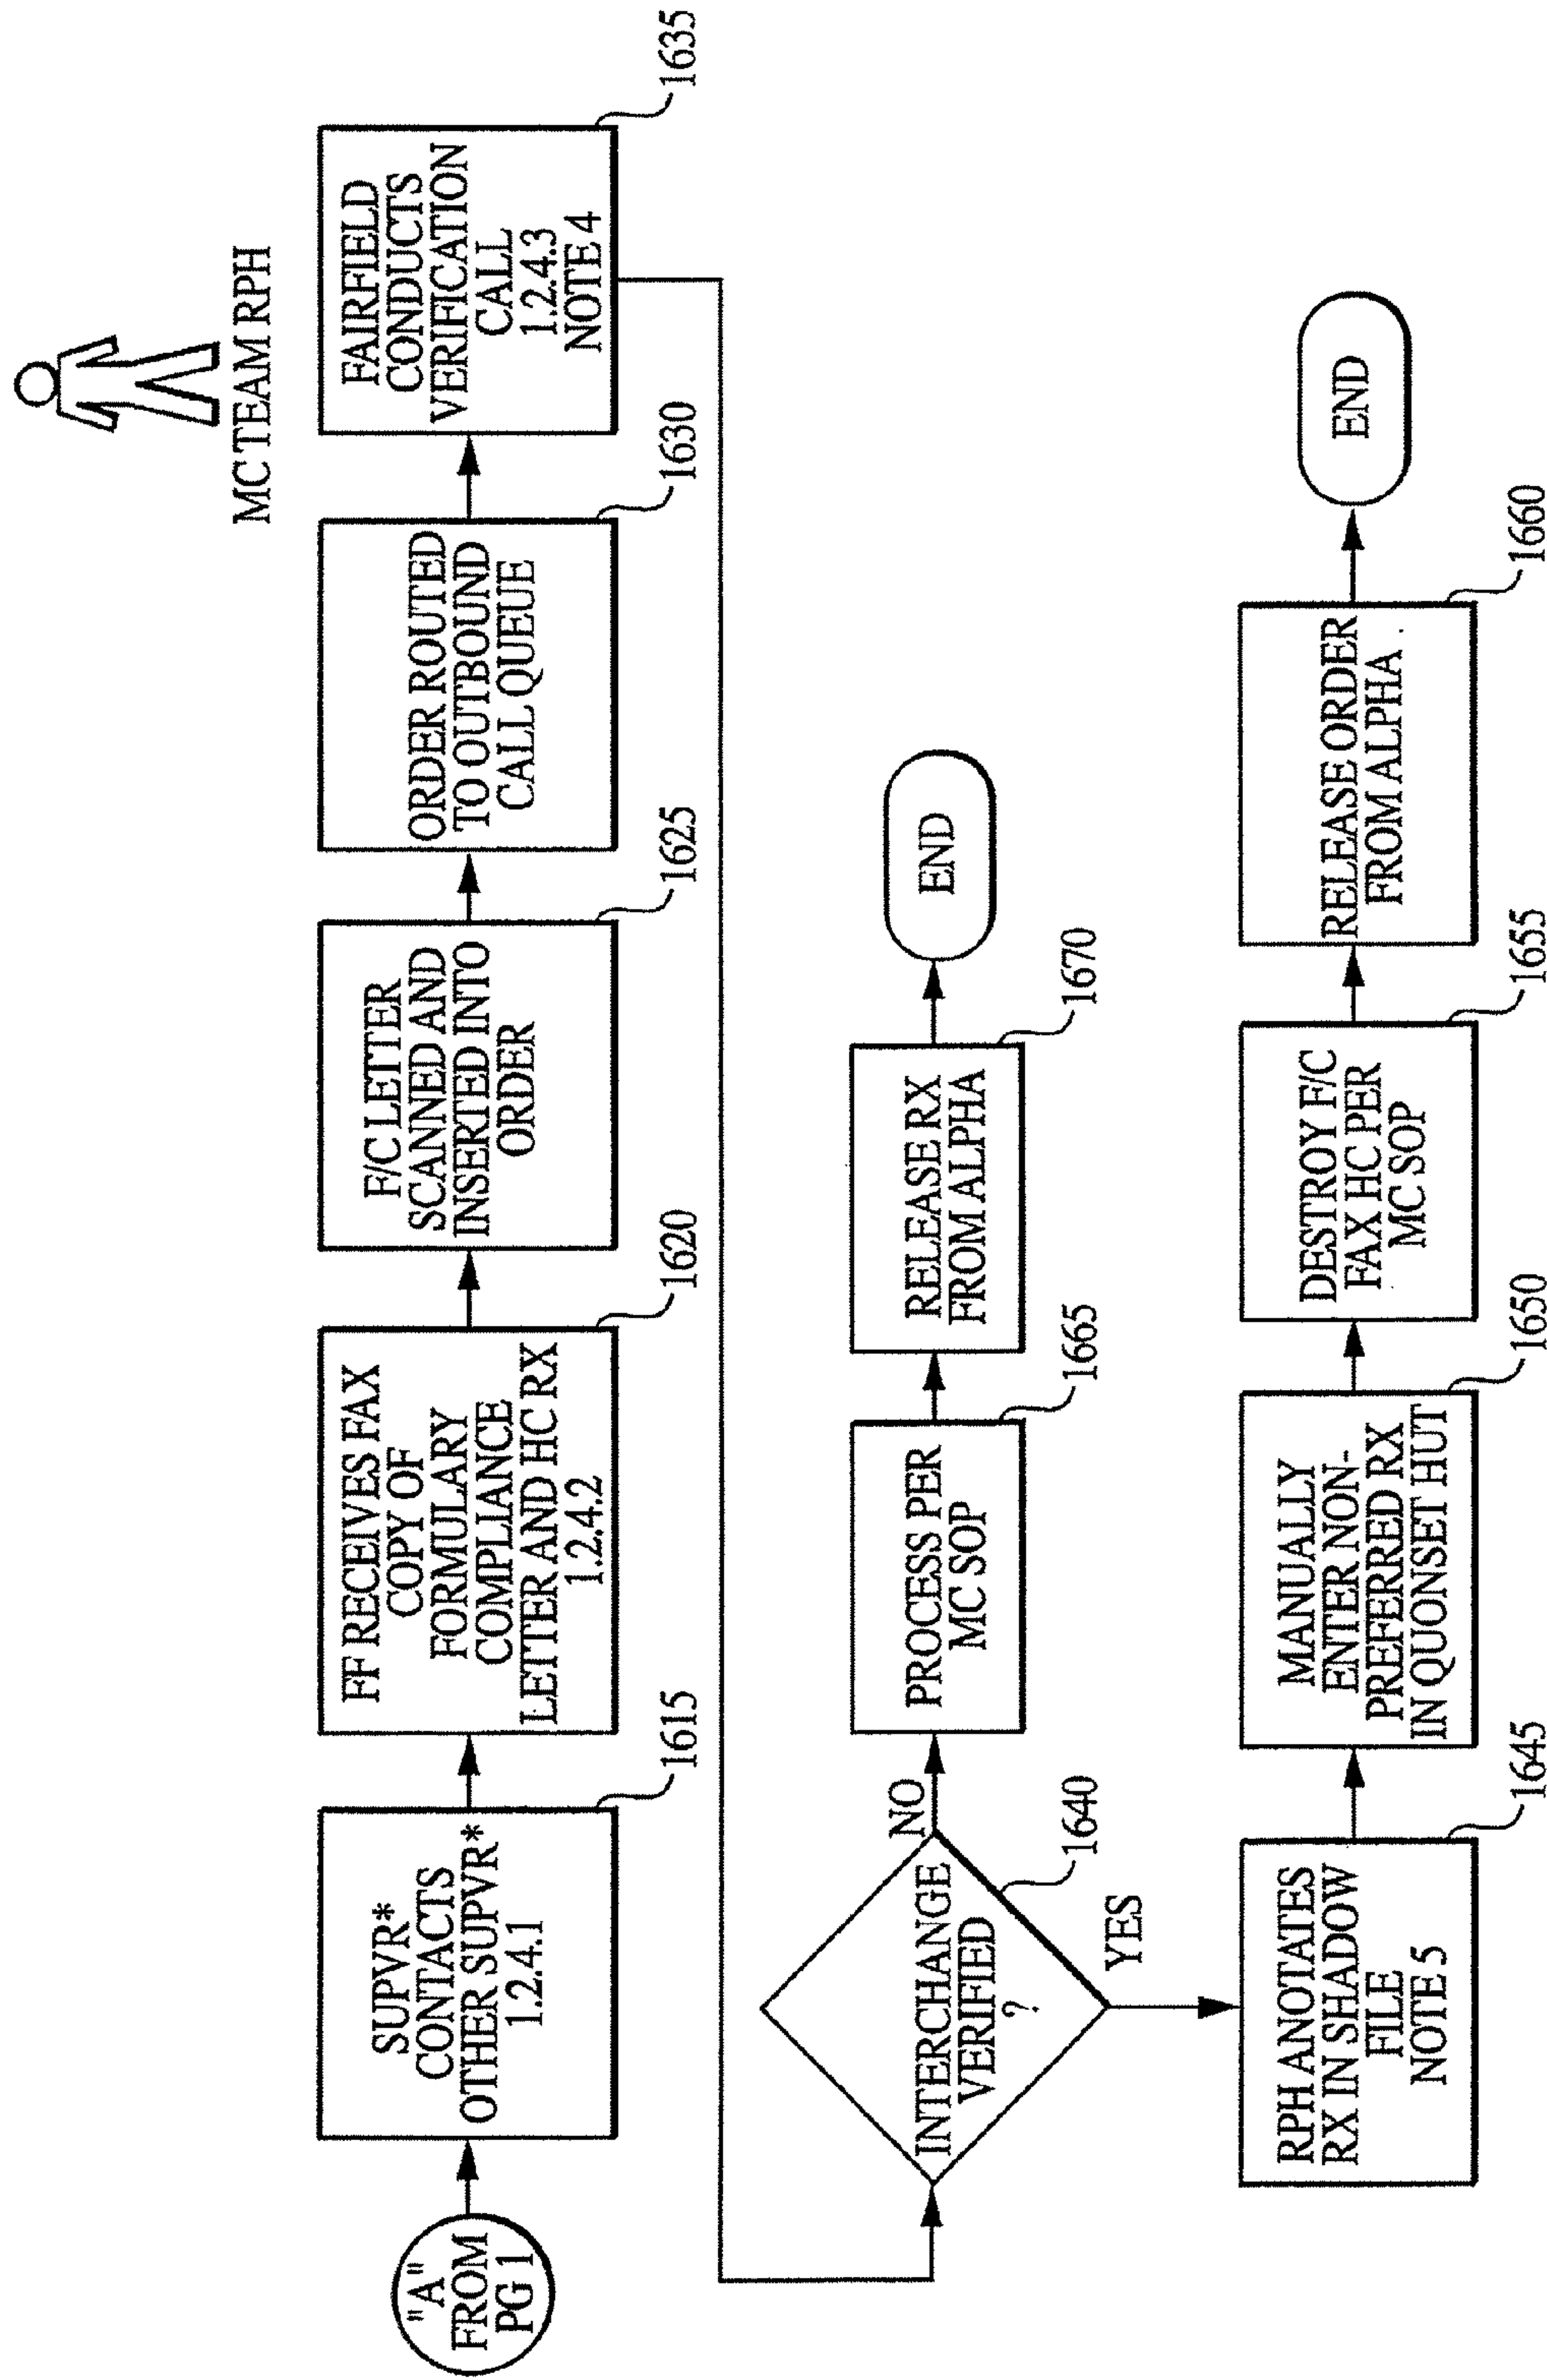 MC TEAM RPH
"A"
FROM
PG 1
SUPVR*
CONTACTS
OTHER SUPVR*
1.2.4.1
1615
FF RECEIVES FAX
COPY OF
FORMULARY
COMPLIANCE
LETTER AND HC RX
1.2.4.2
1620
F/C LETTER
SCANNED AND
INSERTED INTO
ORDER
1625
ORDER ROUTED
TO OUTBOUND
CALL QUEUE
1630
FAIRFIELD
CONDUCTS
VERIFICATION
CALL
1.2.4.3
NOTE 4
1635
INTERCHANGE
VERIFIED
?
1640
NO
YES
PROCESS PER
MC SOP
1665
RELEASE RX
FROM ALPHA
1670
END
RPH ANOTATES
RX IN SHADOW
FILE
NOTE 5
1645
MANUALLY
ENTER NON-
PREFERRED RX
IN QUONSET HUT
1650
DESTROY F/C
FAX HC PER
MC SOP
1655
RELEASE ORDER
FROM ALPHA
1660
END